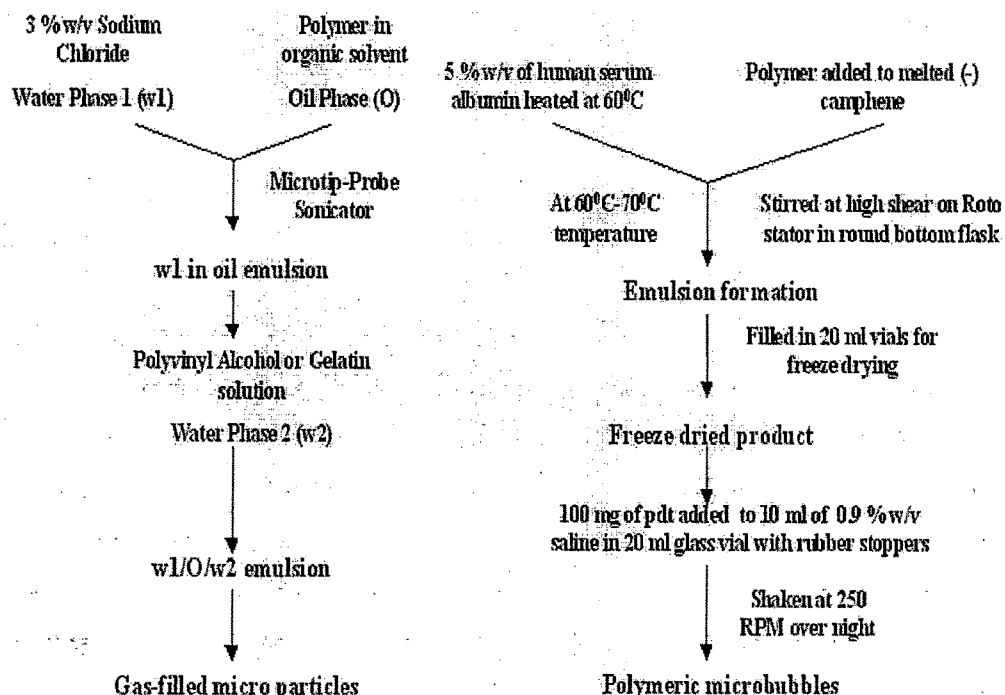 3 % w/v Sodium
Chloride
Water Phase 1 (w1)
Polymer in
organic solvent
Oil Phase (O)
Microtip-Probe
Sonicator
w1 in oil emulsion
Polyvinyl Alcohol or Gelatin
solution
Water Phase 2 (w2)
w1/O/w2 emulsion
Gas-filled micro particles
5 % w/v of human serum
albumin heated at 60⁰C
Polymer added to melted (-)
camphene
At 60⁰C-70⁰C
temperature
Stirred at high shear on Roto
stator in round bottom flask
Emulsion formation
Filled in 20 ml vials for
freeze drying
Freeze dried product
100 mg of pdt added to 10 ml of 0.9 % w/v
saline in 20 ml glass vial with rubber stoppers
Shaken at 250
RPM over night
Polymeric microbubbles